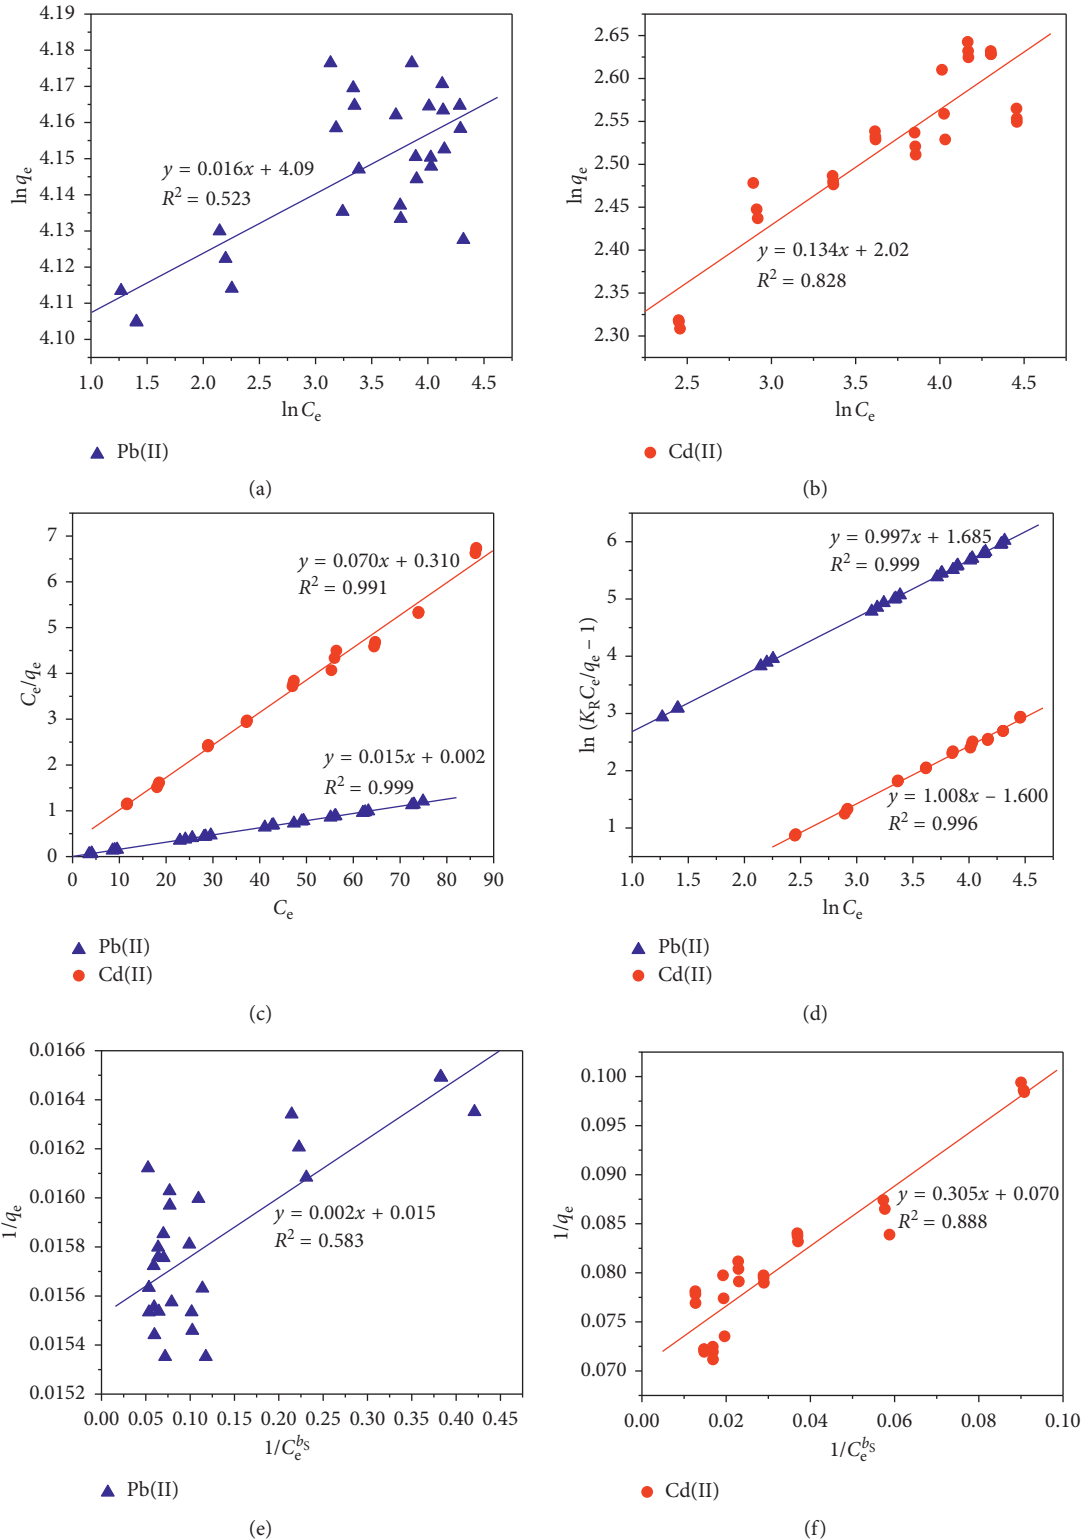 4.19
4.18
4.17
4.16
4.15
4.14
4.13
4.12
4.11
4.10
ln qe
y = 0.016x + 4.09
R² = 0.523
1.0 1.5 2.0 2.5 3.0 3.5 4.0 4.5
ln Ce
Pb(II)
(a)
2.65
2.60
2.55
2.50
2.45
2.40
2.35
2.30
ln qe
y = 0.134x + 2.02
R² = 0.828
2.5 3.0 3.5 4.0 4.5
ln Ce
Cd(II)
(b)
7
6
5
4
3
2
1
0
Ce/qe
y = 0.070x + 0.310
R² = 0.991
y = 0.015x + 0.002
R² = 0.999
0 10 20 30 40 50 60 70 80 90
Ce
Pb(II)
Cd(II)
(c)
6
5
4
3
2
1
ln (KRCe/qe − 1)
y = 0.997x + 1.685
R² = 0.999
y = 1.008x − 1.600
R² = 0.996
1.0 1.5 2.0 2.5 3.0 3.5 4.0 4.5
ln Ce
Pb(II)
Cd(II)
(d)
0.0166
0.0164
0.0162
0.0160
0.0158
0.0156
0.0154
0.0152
1/qe
y = 0.002x + 0.015
R² = 0.583
0.00 0.05 0.10 0.15 0.20 0.25 0.30 0.35 0.40 0.45
1/Ce^bS
Pb(II)
(e)
0.100
0.095
0.090
0.085
0.080
0.075
0.070
1/qe
y = 0.305x + 0.070
R² = 0.888
0.00 0.02 0.04 0.06 0.08 0.10
1/Ce^bS
Cd(II)
(f)